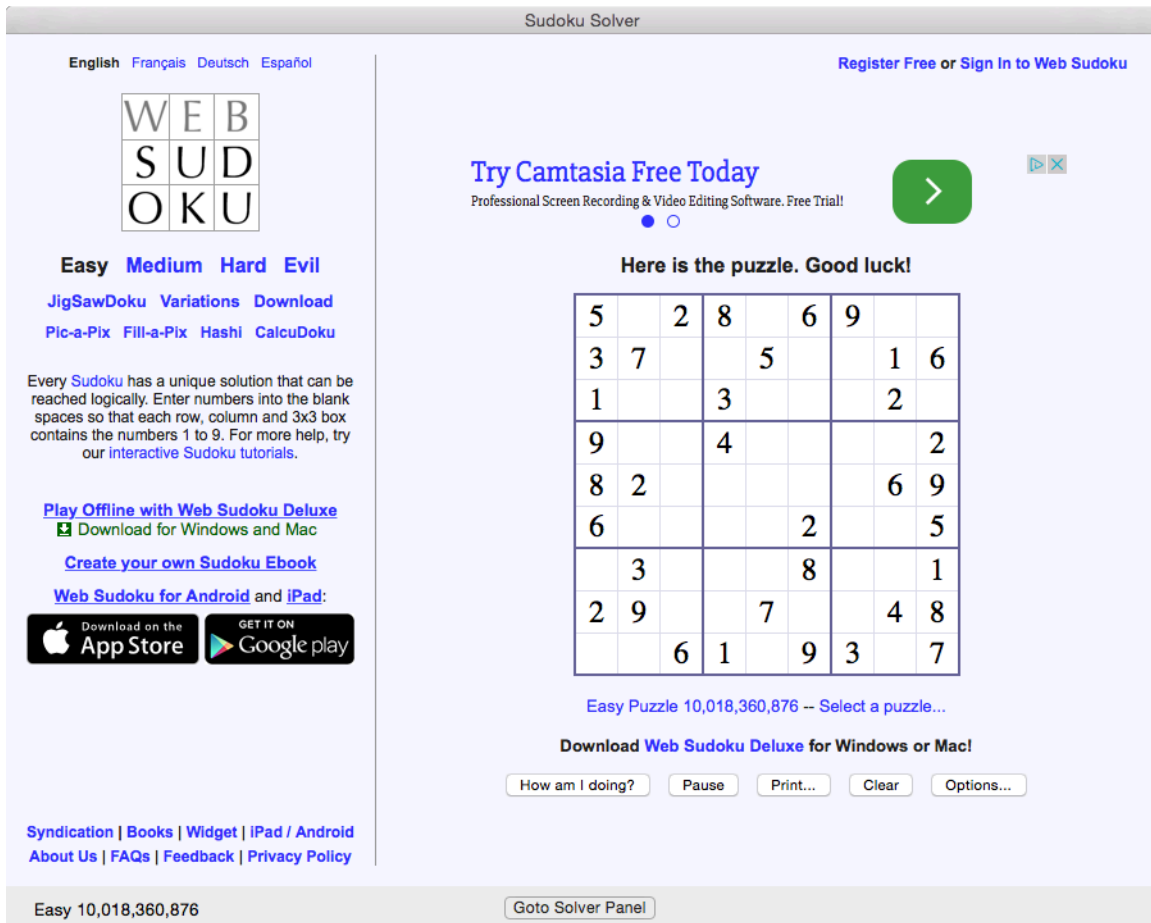 Sudoku Solver
English Français Deutsch Español
Register Free or Sign In to Web Sudoku
WEB
SUD
OKU
Try Camtasia Free Today
Professional Screen Recording & Video Editing Software. Free Trial!
Easy Medium Hard Evil
JigSawDoku Variations Download
Pic-a-Pix Fill-a-Pix Hashi CalcuDoku
Every Sudoku has a unique solution that can be
reached logically. Enter numbers into the blank
spaces so that each row, column and 3x3 box
contains the numbers 1 to 9. For more help, try
our interactive Sudoku tutorials.
Play Offline with Web Sudoku Deluxe
Download for Windows and Mac
Create your own Sudoku Ebook
Web Sudoku for Android and iPad:
Download on the
App Store
GET IT ON
Google play
Here is the puzzle. Good luck!
5 2 8 6 9
3 7 5 1 6
1 3 2
9 4 2
8 2 6 9
6 2 5
3 8 1
2 9 7 4 8
6 1 9 3 7
Easy Puzzle 10,018,360,876 -- Select a puzzle...
Download Web Sudoku Deluxe for Windows or Mac!
How am I doing? Pause Print... Clear Options...
Syndication | Books | Widget | iPad / Android
About Us | FAQs | Feedback | Privacy Policy
Easy 10,018,360,876
Goto Solver Panel